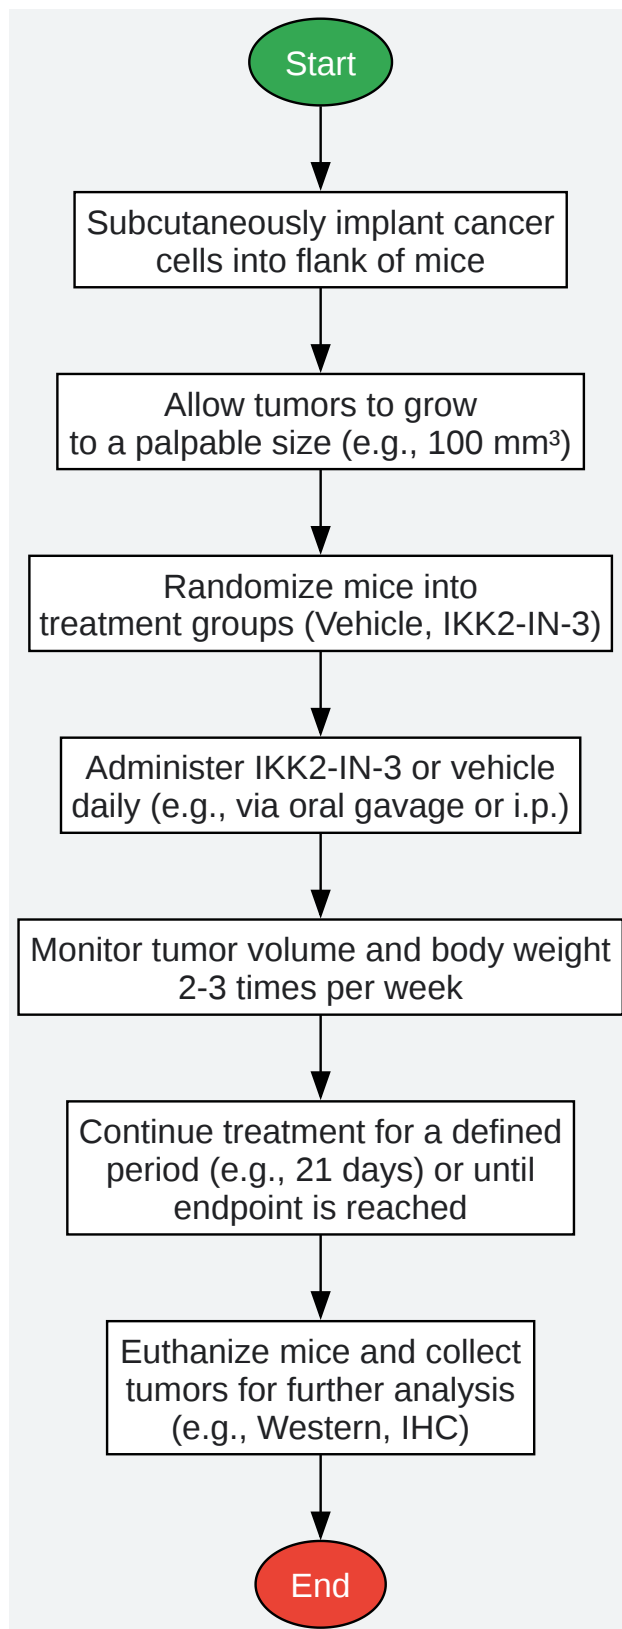 Start
Subcutaneously implant cancer
cells into flank of mice
Allow tumors to grow
to a palpable size (e.g., 100 mm³)
Randomize mice into
treatment groups (Vehicle, IKK2-IN-3)
Administer IKK2-IN-3 or vehicle
daily (e.g., via oral gavage or i.p.)
Monitor tumor volume and body weight
2-3 times per week
Continue treatment for a defined
period (e.g., 21 days) or until
endpoint is reached
Euthanize mice and collect
tumors for further analysis
(e.g., Western, IHC)
End